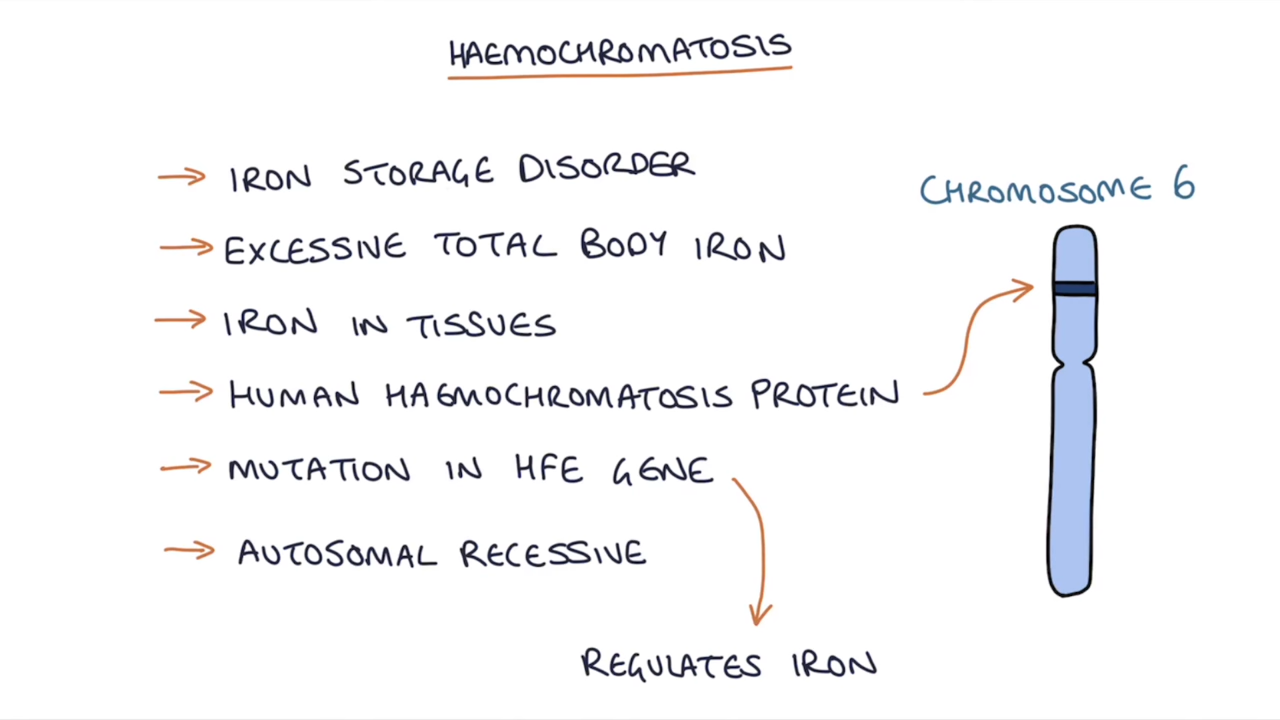 HAEMOCHROMATOSIS
→ IRON STORAGE DISORDER
→ EXCESSIVE TOTAL BODY IRON
→ IRON IN TISSUES
→ HUMAN HAEMOCHROMATOSIS PROTEIN
→ MUTATION IN HFE GENE
→ AUTOSOMAL RECESSIVE
REGULATES IRON
CHROMOSOME 6